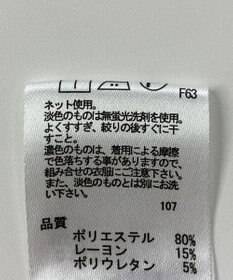 F63
ネット使用。
淡色のものは無蛍光洗剤を使用。
よくすすぎ、絞りの後すぐに干
すこと。
濃色のものは、着用による摩擦
で色落ちする事がありますので、
組み合せの衣服にご注意下さい。
また、淡色のものとは別にお洗
い下さい。
107
品質
ポリエステル 80%
レーヨン 15%
ポリウレタン 5%